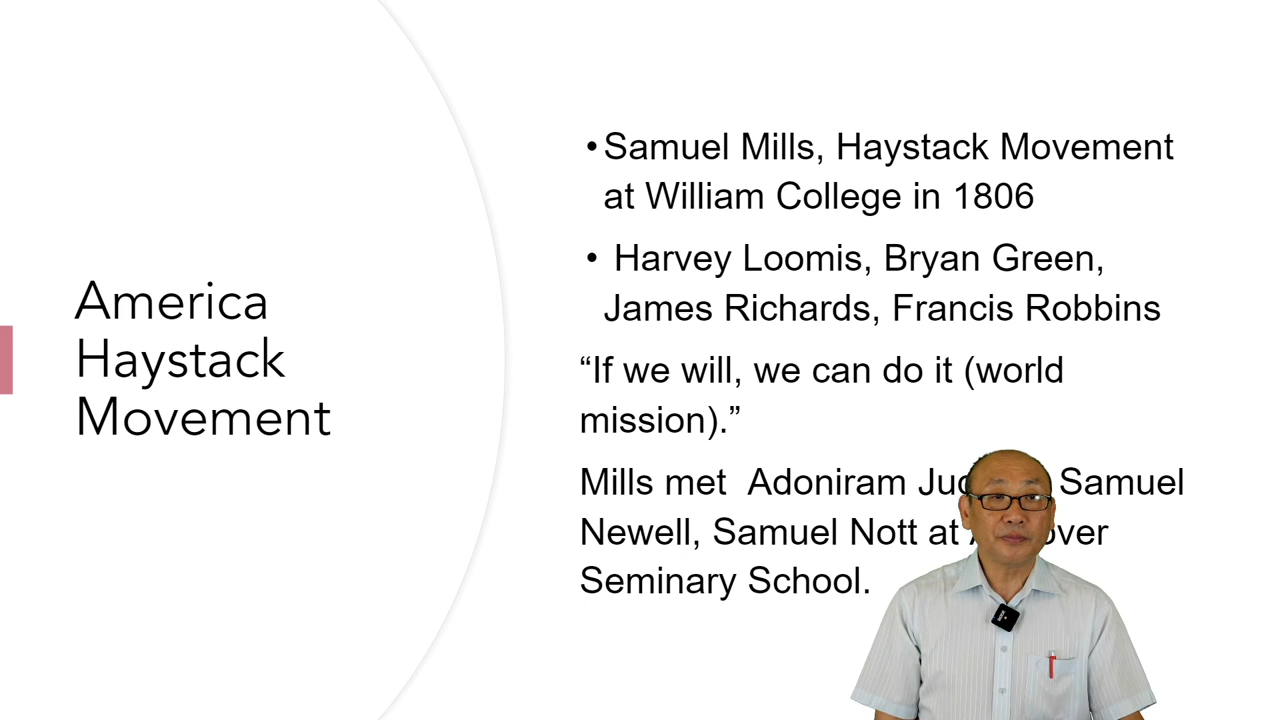 America
Haystack
Movement
•Samuel Mills, Haystack Movement
at William College in 1806
• Harvey Loomis, Bryan Green,
James Richards, Francis Robbins
“If we will, we can do it (world
mission).”
Mills met Adoniram Samuel
Newell, Samuel Nott at
Seminary School.